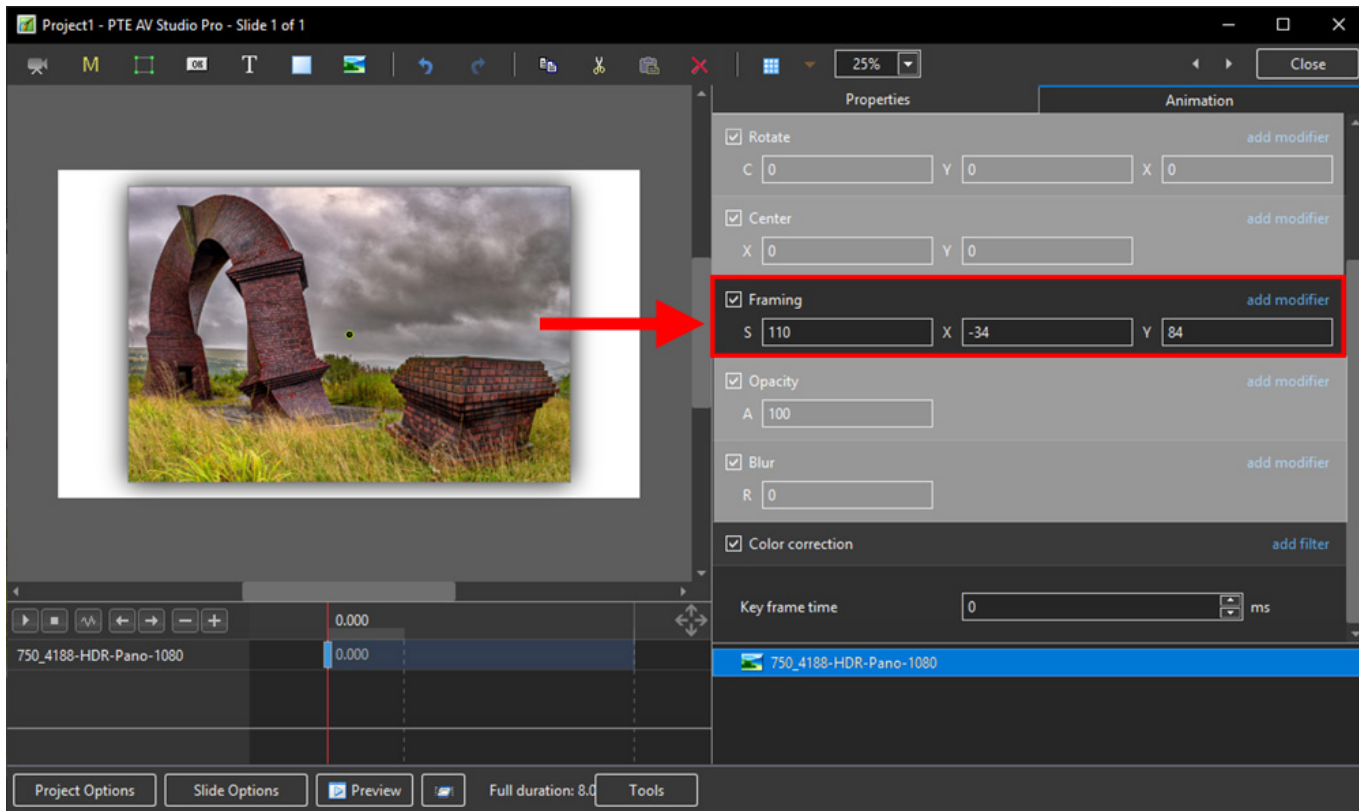 Project1 - PTE AV Studio Pro - Slide 1 of 1
M OK T 25% Close
Properties Animation
Rotate add modifier
C 0 Y 0 X 0
Center add modifier
X 0 Y 0
Framing add modifier
S 110 X -34 Y 84
Opacity add modifier
A 100
Blur add modifier
R 0
Color correction add filter
Key frame time 0 ms
0.000
750_4188-HDR-Pano-1080 0.000
750_4188-HDR-Pano-1080
Project Options Slide Options Preview Full duration: 8.0 Tools